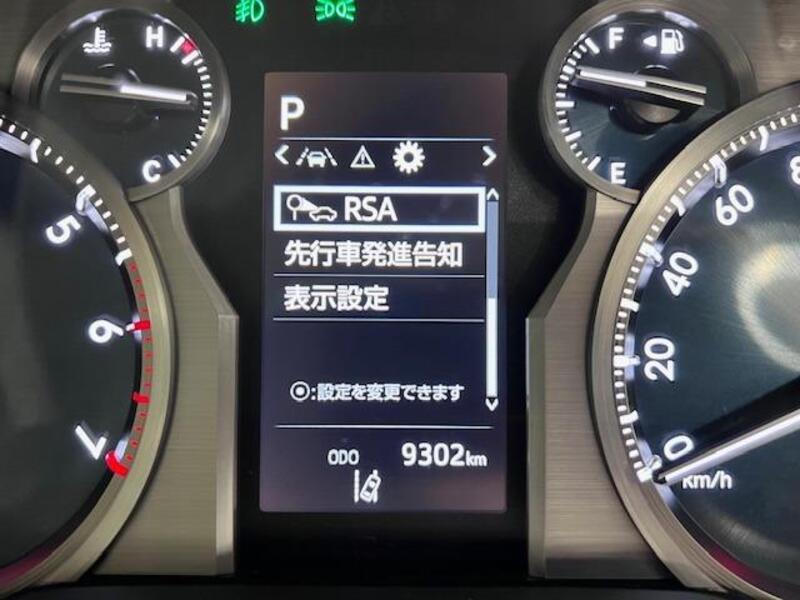 H
C
F
E
P
RSA
先行車発進告知
表示設定
:設定を変更できます
ODO 9302km
5
6
7
60
40
20
0
km/h